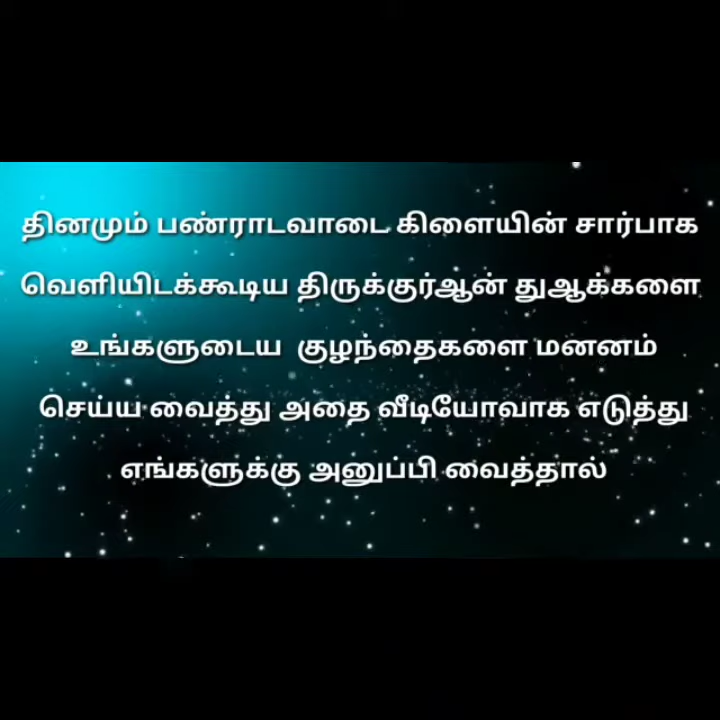 தினமும் பண்ராடவாடை கிளையின் சார்பாக
வெளியிடக்கூடிய திருக்குர்ஆன் துஆக்களை
உங்களுடைய குழந்தைகளை மனனம்
செய்ய வைத்து அதை வீடியோவாக எடுத்து
எங்களுக்கு அனுப்பி வைத்தால்